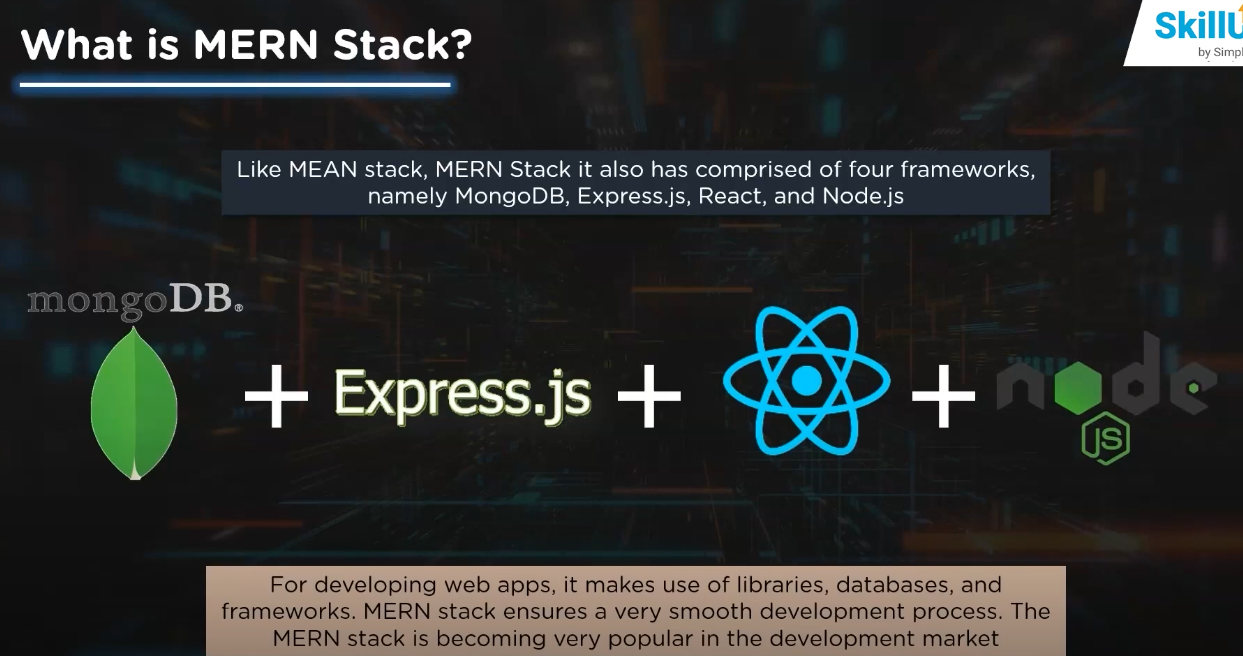 What is MERN Stack?
SkillU
by Simpl
Like MEAN stack, MERN Stack it also has comprised of four frameworks,
namely MongoDB, Express.js, React, and Node.js
mongoDB®
Express.js
node
JS
For developing web apps, it makes use of libraries, databases, and
frameworks. MERN stack ensures a very smooth development process. The
MERN stack is becoming very popular in the development market